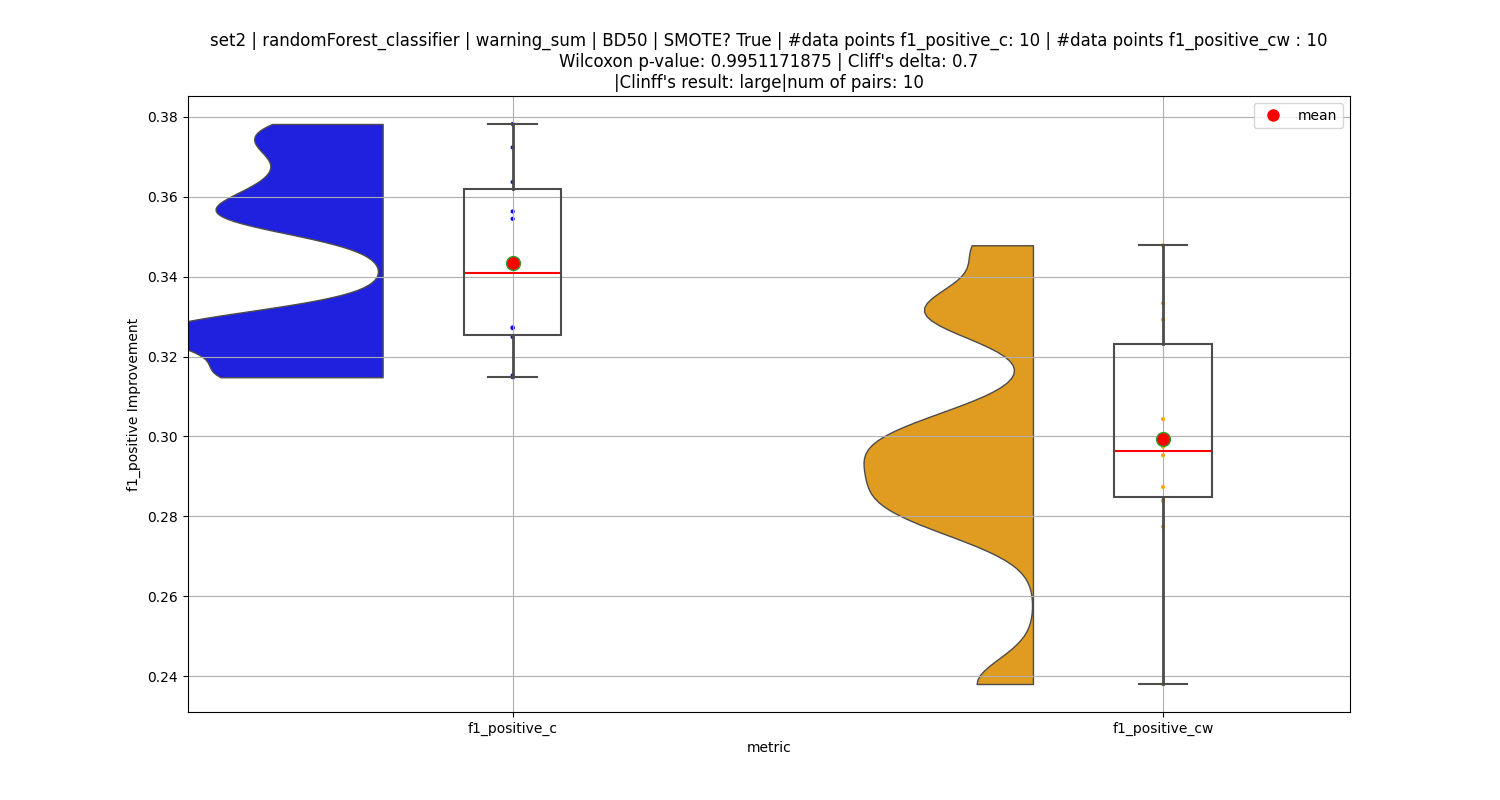 set2 | randomForest_classifier | warning_sum | BD50 | SMOTE? True | #data points f1_positive_c: 10 | #data points f1_positive_cw : 10
Wilcoxon p-value: 0.9951171875 | Cliff's delta: 0.7
|Clinff's result: large|num of pairs: 10
mean
0.38
0.36
0.34
0.32
0.30
0.28
0.26
0.24
f1_positive Improvement
f1_positive_c
f1_positive_cw
metric